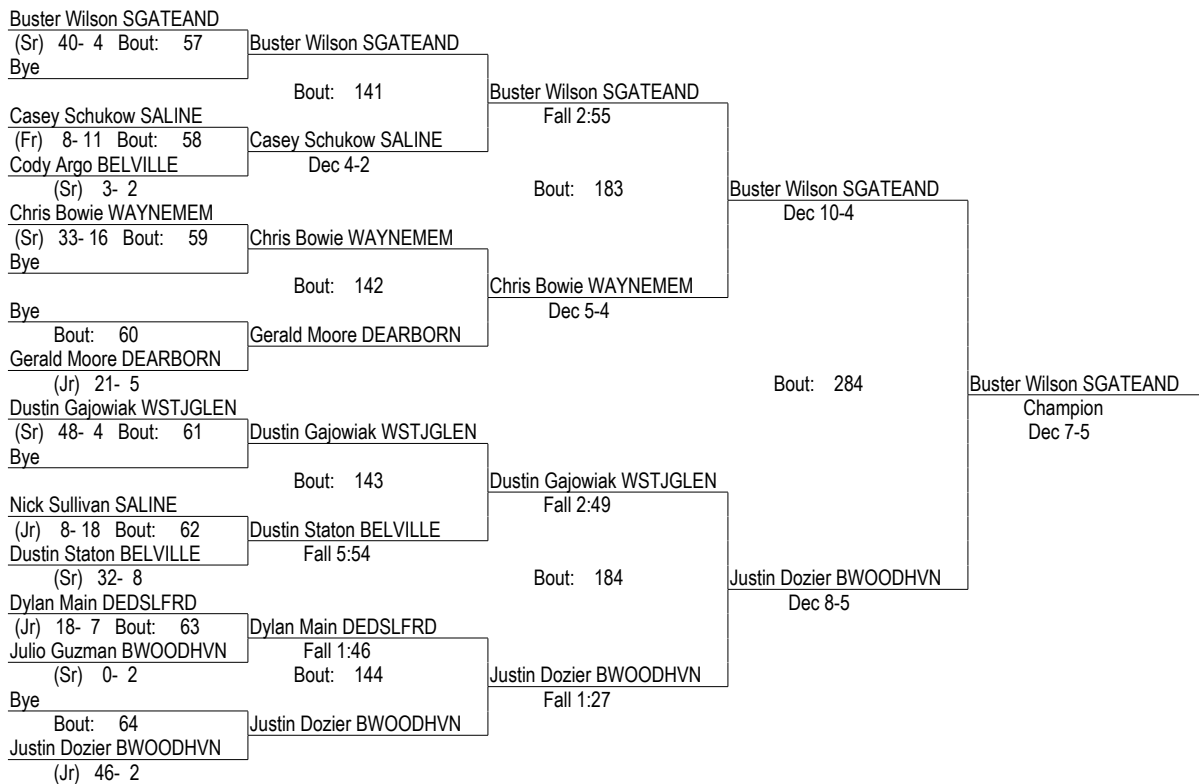 Buster Wilson SGATEAND
(Sr) 40- 4 Bout: 57
Bye
Buster Wilson SGATEAND
Bout: 141
Casey Schukow SALINE
(Fr) 8- 11 Bout: 58
Cody Argo BELVILLE
(Sr) 3- 2
Casey Schukow SALINE
Dec 4-2
Buster Wilson SGATEAND
Fall 2:55
Bout: 183
Chris Bowie WAYNEMEM
(Sr) 33- 16 Bout: 59
Bye
Chris Bowie WAYNEMEM
Bout: 142
Bye
Bout: 60
Gerald Moore DEARBORN
(Jr) 21- 5
Gerald Moore DEARBORN
Chris Bowie WAYNEMEM
Dec 5-4
Buster Wilson SGATEAND
Dec 10-4
Bout: 284
Buster Wilson SGATEAND
Champion
Dec 7-5
Dustin Gajowiak WSTJGLEN
(Sr) 48- 4 Bout: 61
Bye
Dustin Gajowiak WSTJGLEN
Bout: 143
Nick Sullivan SALINE
(Jr) 8- 18 Bout: 62
Dustin Staton BELVILLE
(Sr) 32- 8
Dustin Staton BELVILLE
Fall 5:54
Dustin Gajowiak WSTJGLEN
Fall 2:49
Bout: 184
Dylan Main DEDSLFRD
(Jr) 18- 7 Bout: 63
Julio Guzman BWOODHVN
(Sr) 0- 2
Dylan Main DEDSLFRD
Fall 1:46
Bout: 144
Bye
Bout: 64
Justin Dozier BWOODHVN
(Jr) 46- 2
Justin Dozier BWOODHVN
Justin Dozier BWOODHVN
Fall 1:27
Justin Dozier BWOODHVN
Dec 8-5